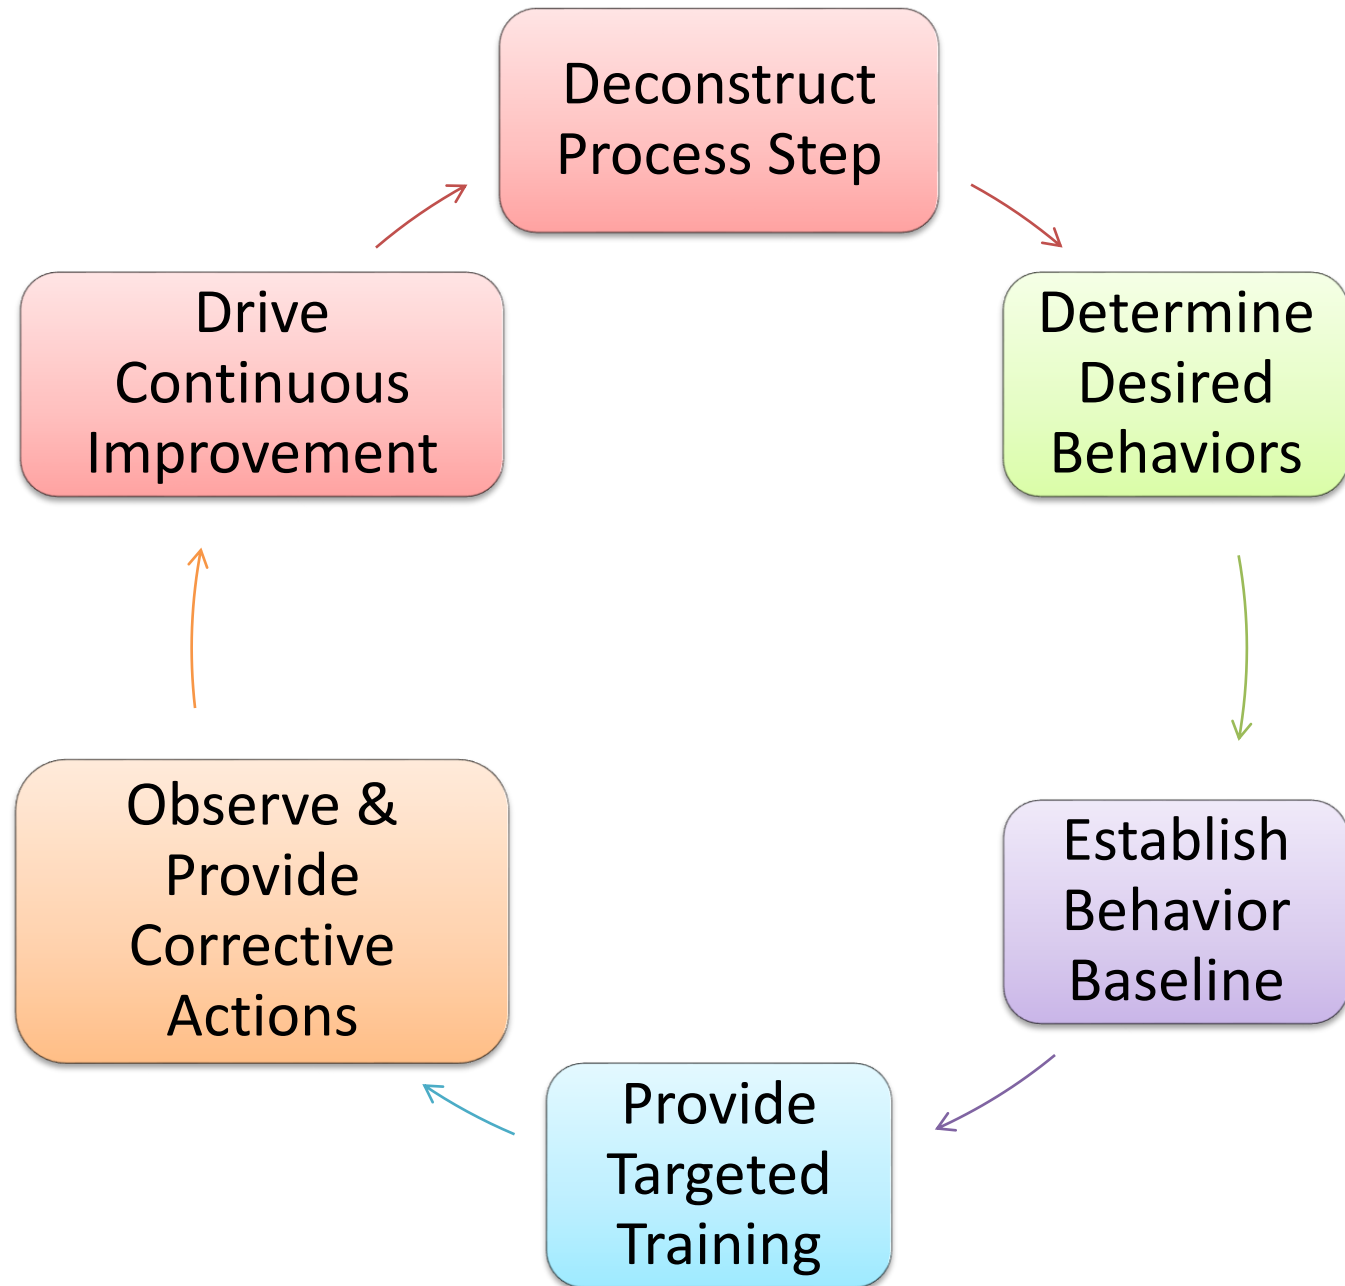 Deconstruct
Process Step
Determine
Desired
Behaviors
Establish
Behavior
Baseline
Provide
Targeted
Training
Observe &
Provide
Corrective
Actions
Drive
Continuous
Improvement